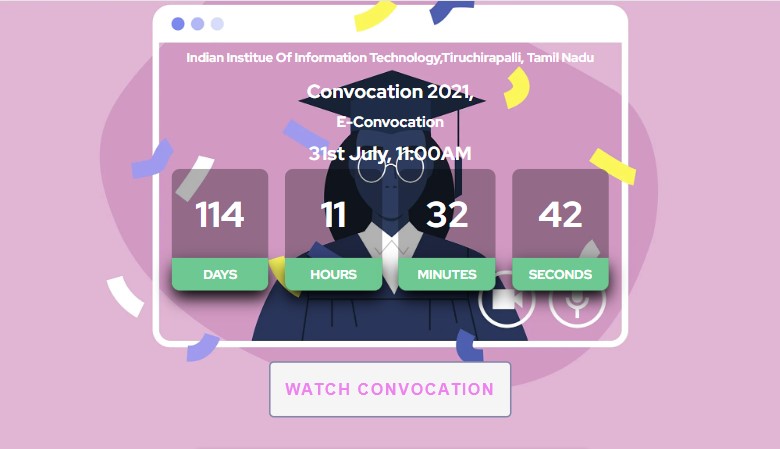 Indian Institue Of Information Technology,Tiruchirapalli, Tamil Nadu
Convocation 2021,
E-Convocation
31st July, 11:00AM
114 11 32 42
DAYS HOURS MINUTES SECONDS
WATCH CONVOCATION